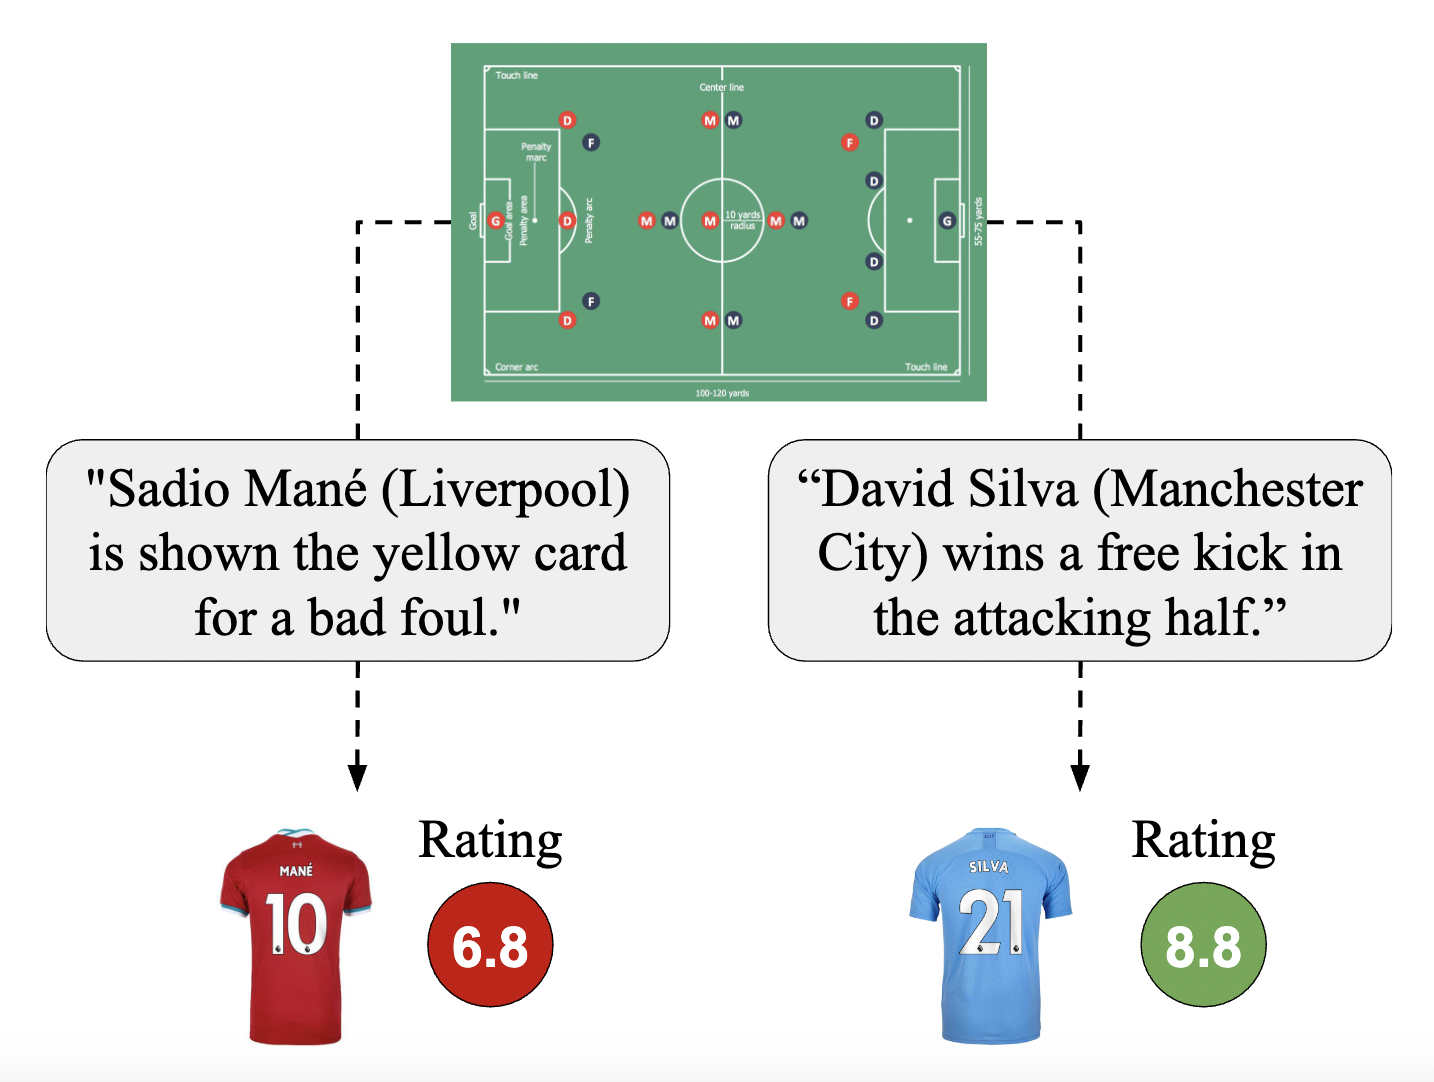 Touch line
Center line
D
M
M
D
F
F
Penalty
marc
D
Goal
G
Goal area
Penalty area
D
Penalty arc
M
M
M
10 yards
radius
M
M
G
55-75 yards
D
F
F
D
M
M
D
Corner arc
Touch line
100-120 yards
"Sadio Mané (Liverpool)
is shown the yellow card
for a bad foul."
“David Silva (Manchester
City) wins a free kick in
the attacking half.”
Rating
MANÉ
10
6.8
Rating
SILVA
21
8.8